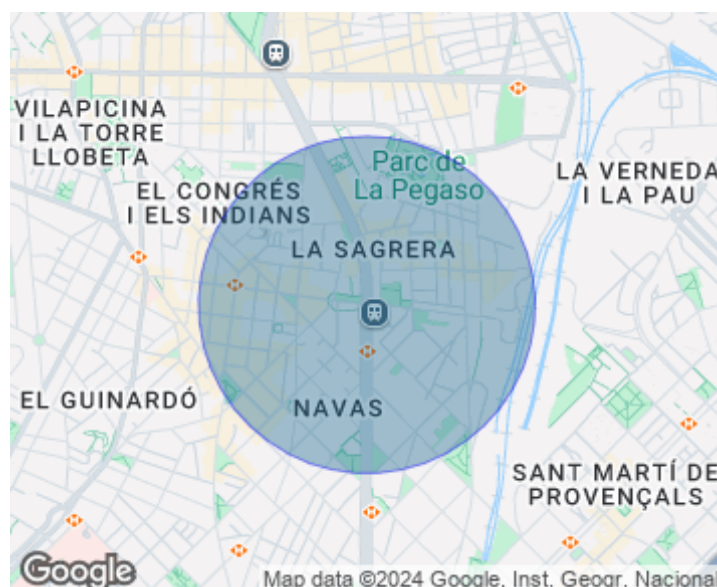 VILAPICINA
I LA TORRE
LLOBETA
EL CONGRÉS
I ELS INDIANS
Parc de
La Pegaso
LA VERNEDA
I LA PAU
LA SAGRERA
EL GUINARDÓ
NAVAS
SANT MARTÍ DE
PROVENÇALS
Google
Map data ©2024 Google, Inst. Geogr. Nacional